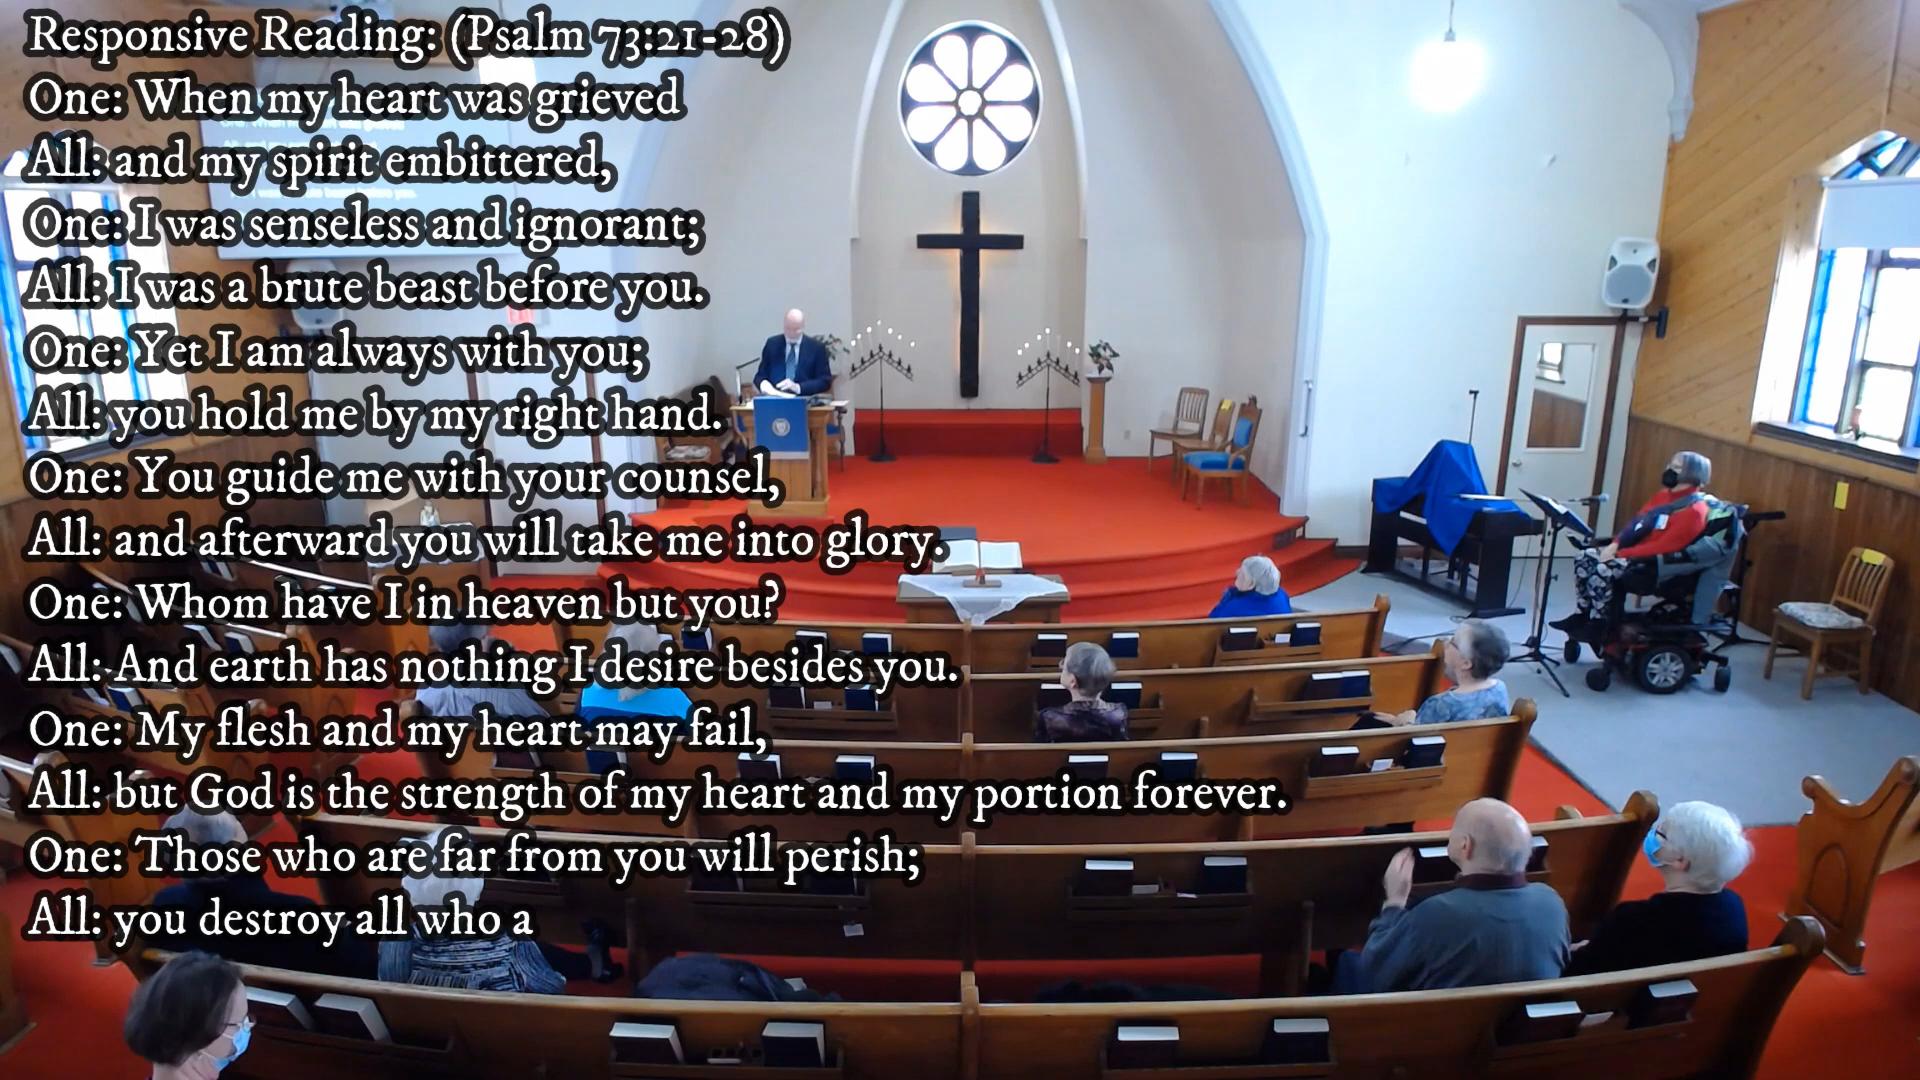 Responsive Reading: (Psalm 73:21-28)
One: When my heart was grieved
All: and my spirit embittered,
One: I was senseless and ignorant;
All: I was a brute beast before you.
One: Yet I am always with you;
All: you hold me by my right hand.
One: You guide me with your counsel,
All: and afterward you will take me into glory.
One: Whom have I in heaven but you?
All: And earth has nothing I desire besides you.
One: My flesh and my heart may fail,
All: but God is the strength of my heart and my portion forever.
One: Those who are far from you will perish;
All: you destroy all who a